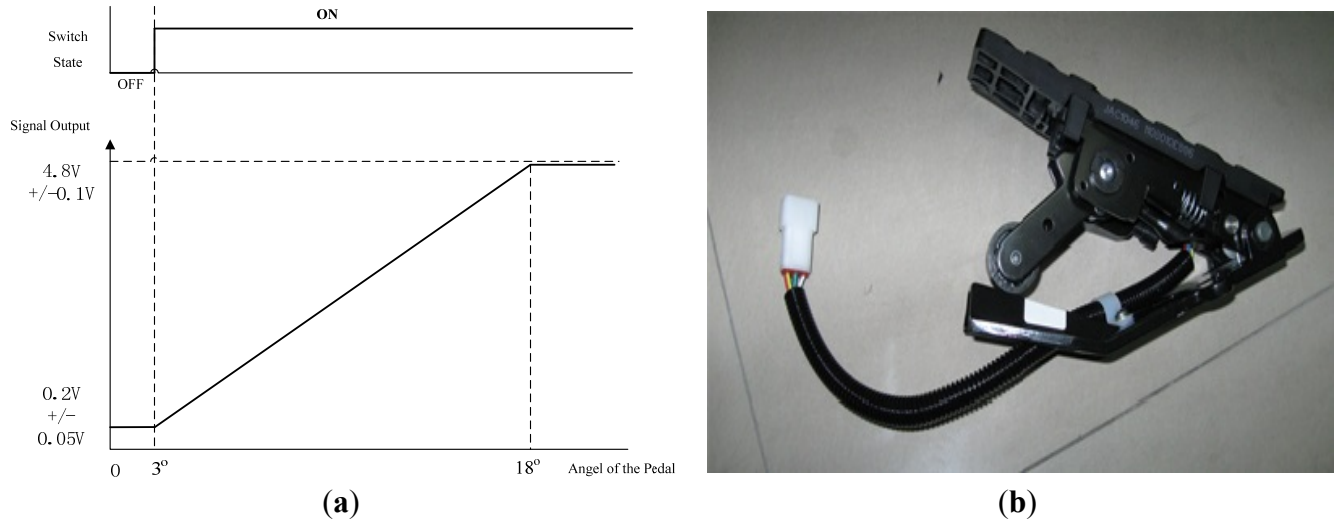 ON
Switch
State
OFF
Signal Output
4.8V
+/-0.1V
0.2V
+/-
0.05V
0
3°
18°
Angel of the Pedal
(a)
JAC1046
(b)